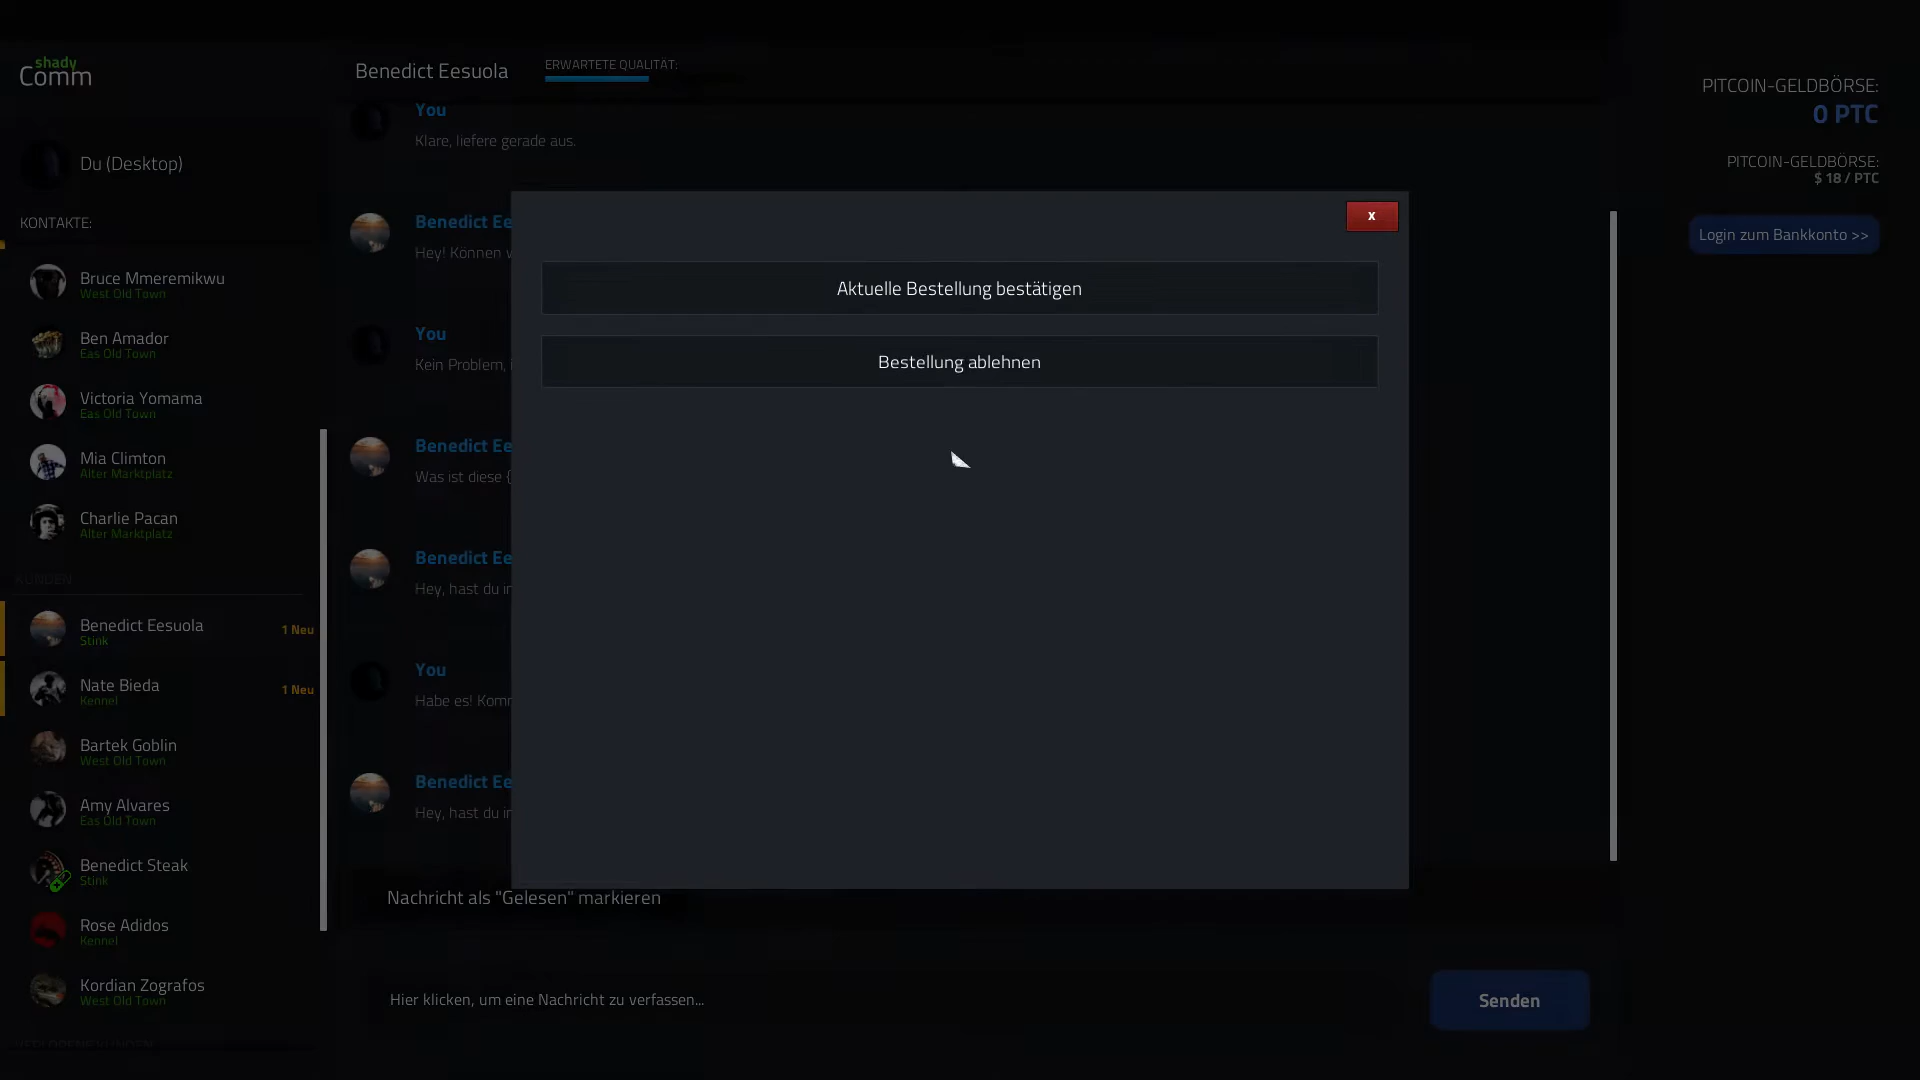 shady
Comm
Du (Desktop)
KONTAKTE:
Bruce Mmeremikwu
West Old Town
Ben Amador
Eas Old Town
Victoria Yomama
Eas Old Town
Mia Climton
Alter Marktplatz
Charlie Pacan
Alter Marktplatz
KUNDEN
Benedict Eesuola
Stink
1 Neu
Nate Bieda
Kennel
1 Neu
Bartek Goblin
West Old Town
Amy Alvares
Eas Old Town
Benedict Steak
Stink
Rose Adidos
Kennel
Kordian Zografos
West Old Town
Benedict Eesuola
ERWARTETE QUALITÄT:
You
Klare, liefere gerade aus.
Benedict Ee
Hey! Können
You
Kein Problem,
Benedict Ee
Was ist diese {
Benedict Ee
Hey, hast du
You
Habe es!
Benedict Ee
Hey, hast du
x
Aktuelle Bestellung bestätigen
Bestellung ablehnen
Nachricht als "Gelesen" markieren
Hier klicken, um eine Nachricht zu verfassen...
Senden
PITCOIN-GELDBÖRSE:
0 PTC
PITCOIN-GELDBÖRSE:
$ 18 / PTC
Login zum Bankkonto >>